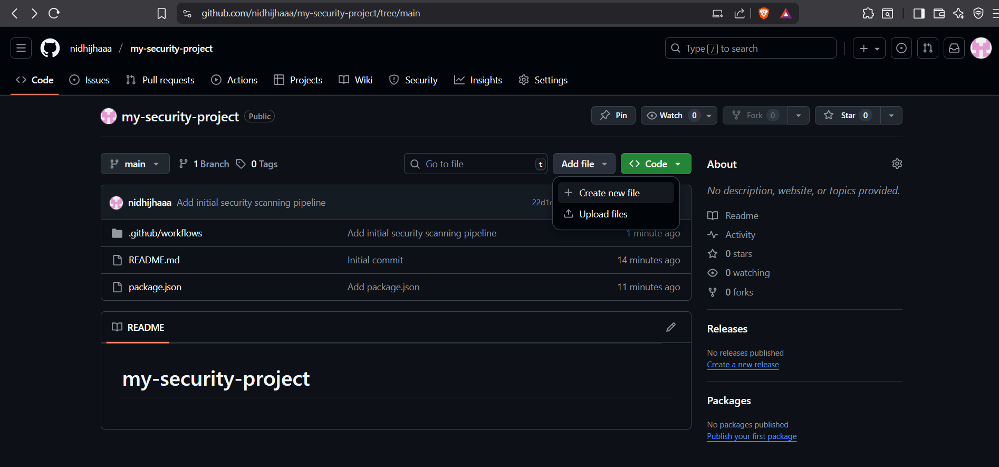 github.com/nidhijhaaa/my-security-project/tree/main
nidhijhaaa / my-security-project
Type / to search
Code Issues Pull requests Actions Projects Wiki Security Insights Settings
my-security-project Public
Pin Watch 0 Fork 0 Star 0
main 1 Branch 0 Tags Go to file t Add file Code
Create new file
Upload files
nidhijhaaa Add initial security scanning pipeline 22d1c
.github/workflows Add initial security scanning pipeline 1 minute ago
README.md Initial commit 14 minutes ago
package.json Add package.json 11 minutes ago
README
my-security-project
About
No description, website, or topics provided.
Readme
Activity
0 stars
0 watching
0 forks
Releases
No releases published
Create a new release
Packages
No packages published
Publish your first package